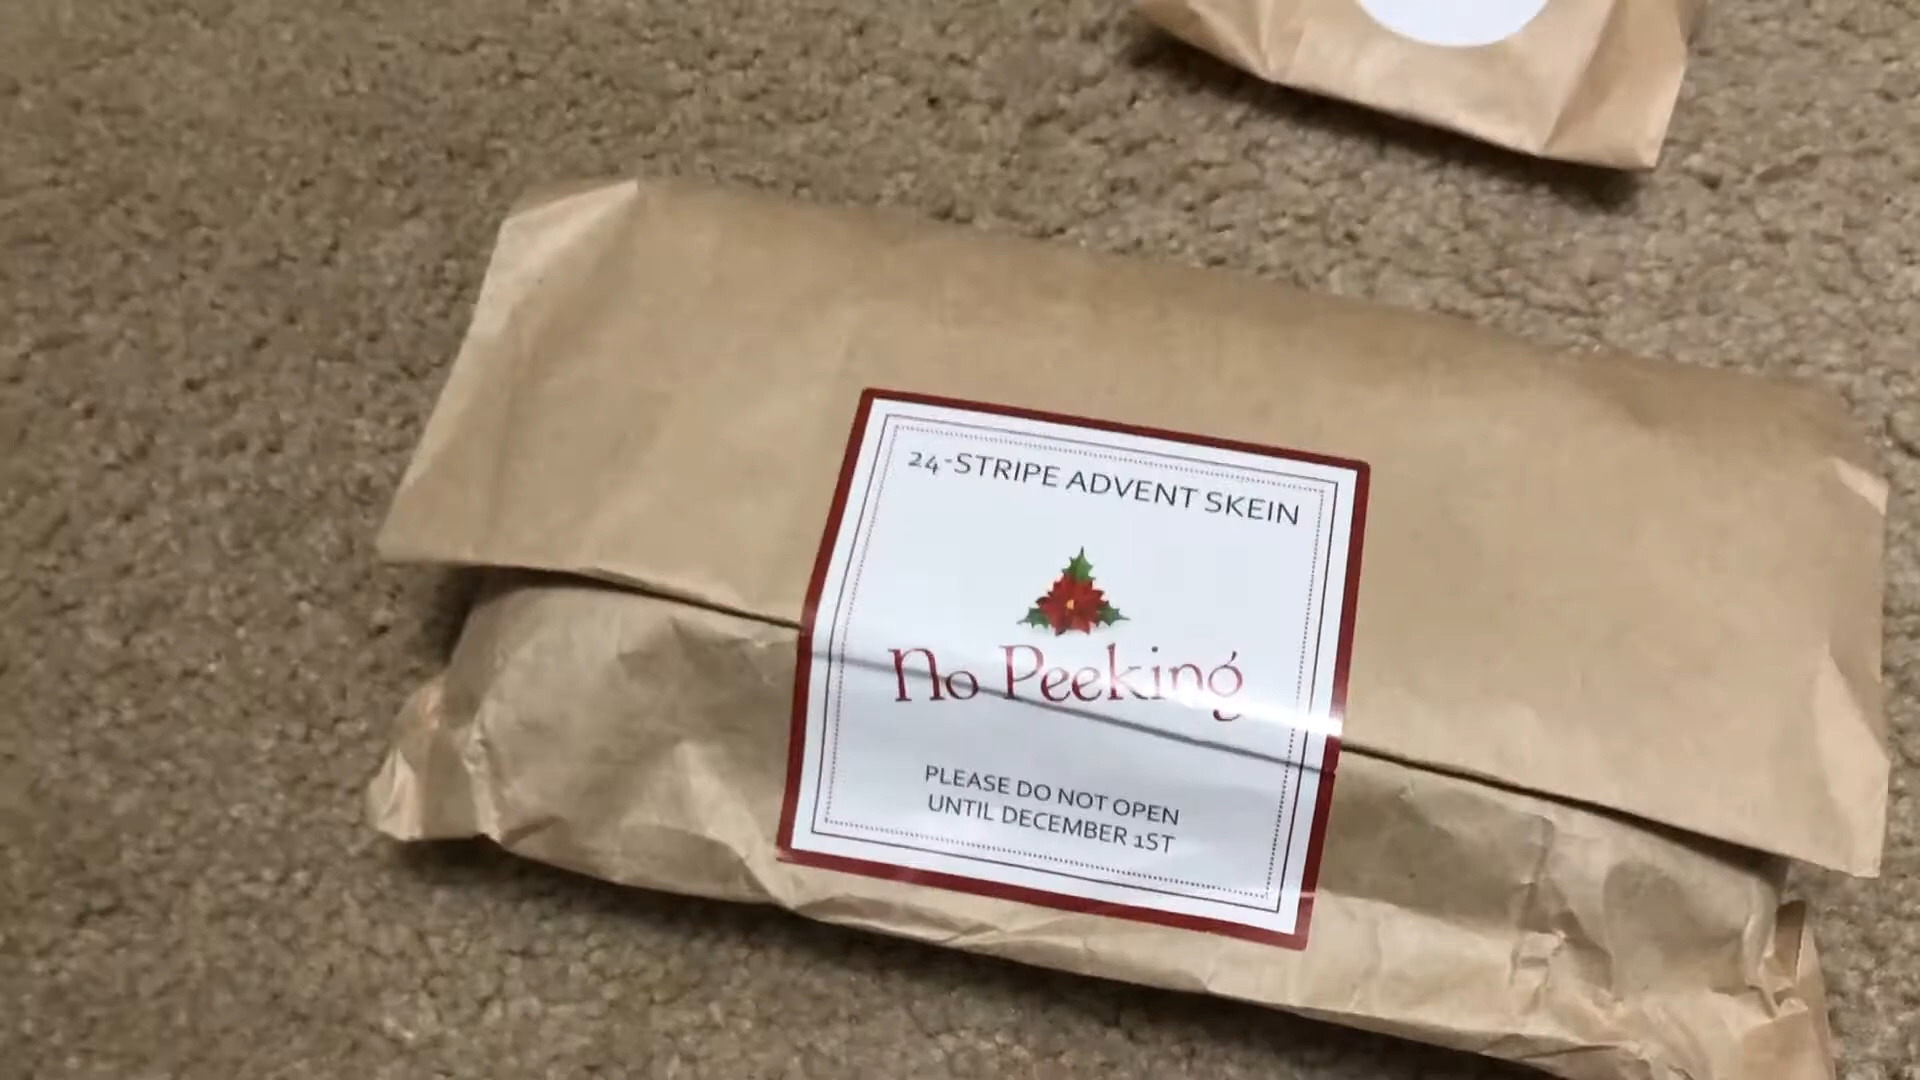 24-STRIPE ADVENT SKEIN
No Peeking
PLEASE DO NOT OPEN
UNTIL DECEMBER 1ST